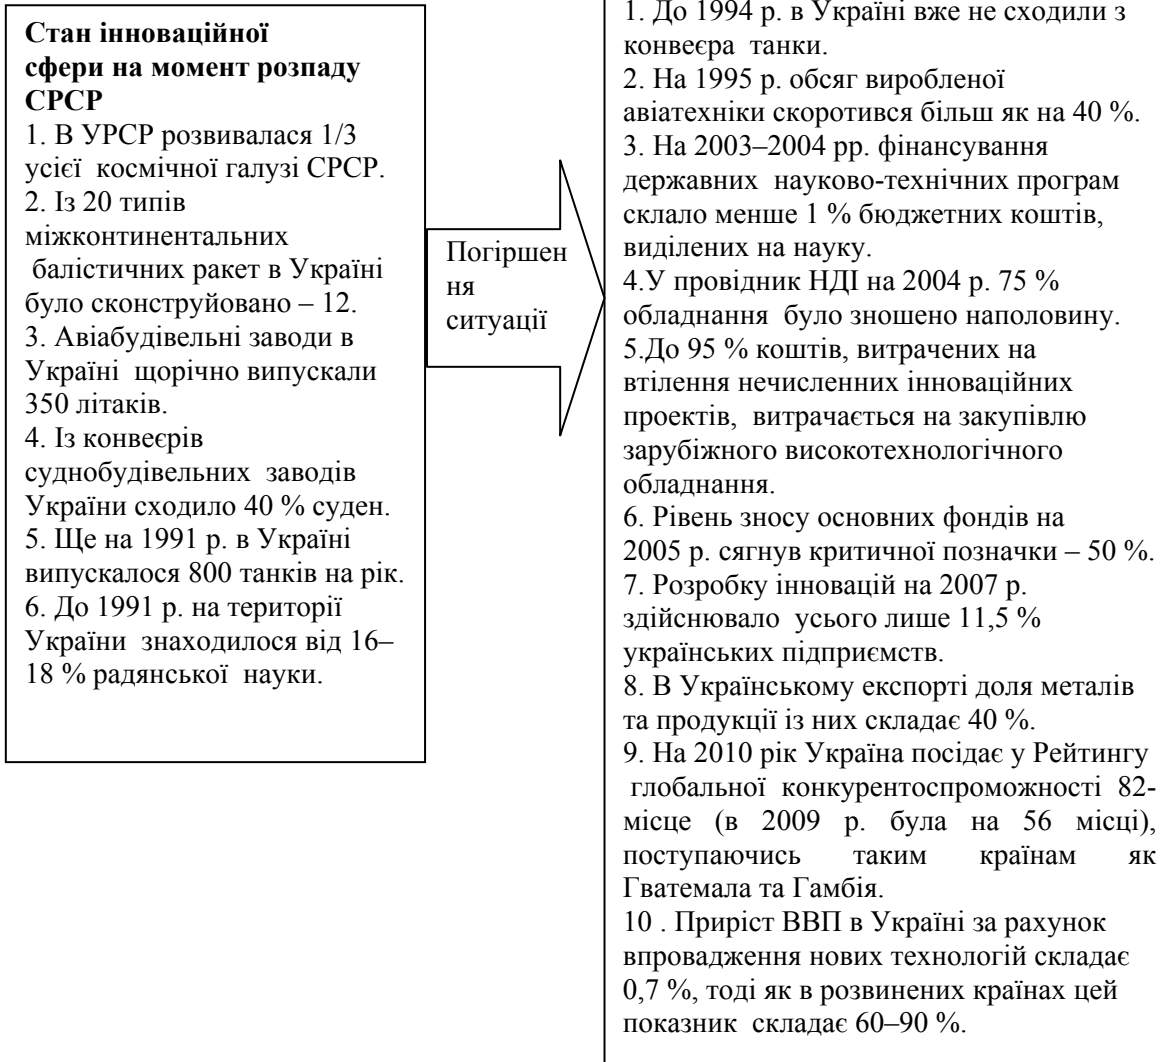 Стан інноваційної
сфери на момент розпаду
СРСР
1. В УРСР розвивалася 1/3
усієї космічної галузі СРСР.
2. Із 20 типів
міжконтинентальних
балістичних ракет в Україні
було сконструйовано – 12.
3. Авіабудівельні заводи в
Україні щорічно випускали
350 літаків.
4. Із конвеєрів
суднобудівельних заводів
України сходило 40 % суден.
5. Ще на 1991 р. в Україні
випускалося 800 танків на рік.
6. До 1991 р. на території
України знаходилося від 16–
18 % радянської науки.
Погіршен
ня
ситуації
1. До 1994 р. в Україні вже не сходили з
конвеєра танки.
2. На 1995 р. обсяг виробленої
авіатехніки скоротився більш як на 40 %.
3. На 2003–2004 рр. фінансування
державних науково-технічних програм
склало менше 1 % бюджетних коштів,
виділених на науку.
4.У провідник НДІ на 2004 р. 75 %
обладнання було зношено наполовину.
5.До 95 % коштів, витрачених на
втілення нечисленних інноваційних
проектів, витрачається на закупівлю
зарубіжного високотехнологічного
обладнання.
6. Рівень зносу основних фондів на
2005 р. сягнув критичної позначки – 50 %.
7. Розробку інновацій на 2007 р.
здійснювало усього лише 11,5 %
українських підприємств.
8. В Українському експорті доля металів
та продукції із них складає 40 %.
9. На 2010 рік Україна посідає у Рейтингу
глобальної конкурентоспроможності 82-
місце (в 2009 р. була на 56 місці),
поступаючись таким країнам як
Гватемала та Гамбія.
10 . Приріст ВВП в Україні за рахунок
впровадження нових технологій складає
0,7 %, тоді як в розвинених країнах цей
показник складає 60–90 %.